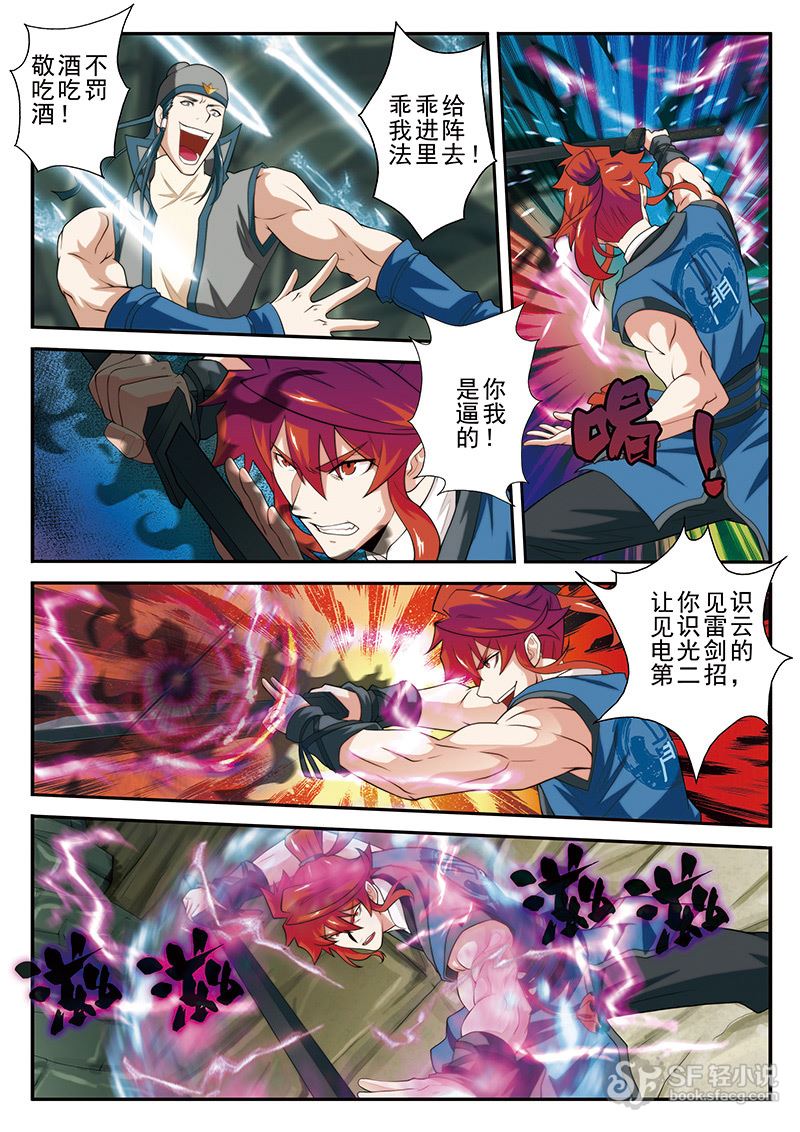 敬酒不
吃吃罚
酒！
乖乖给
我进阵
法里去！
門
喝！
是你
逼我
的！
让你见识
见识雷云
电光剑的
第二招，
滋滋
滋滋
SF轻小说
book.sfacg.com